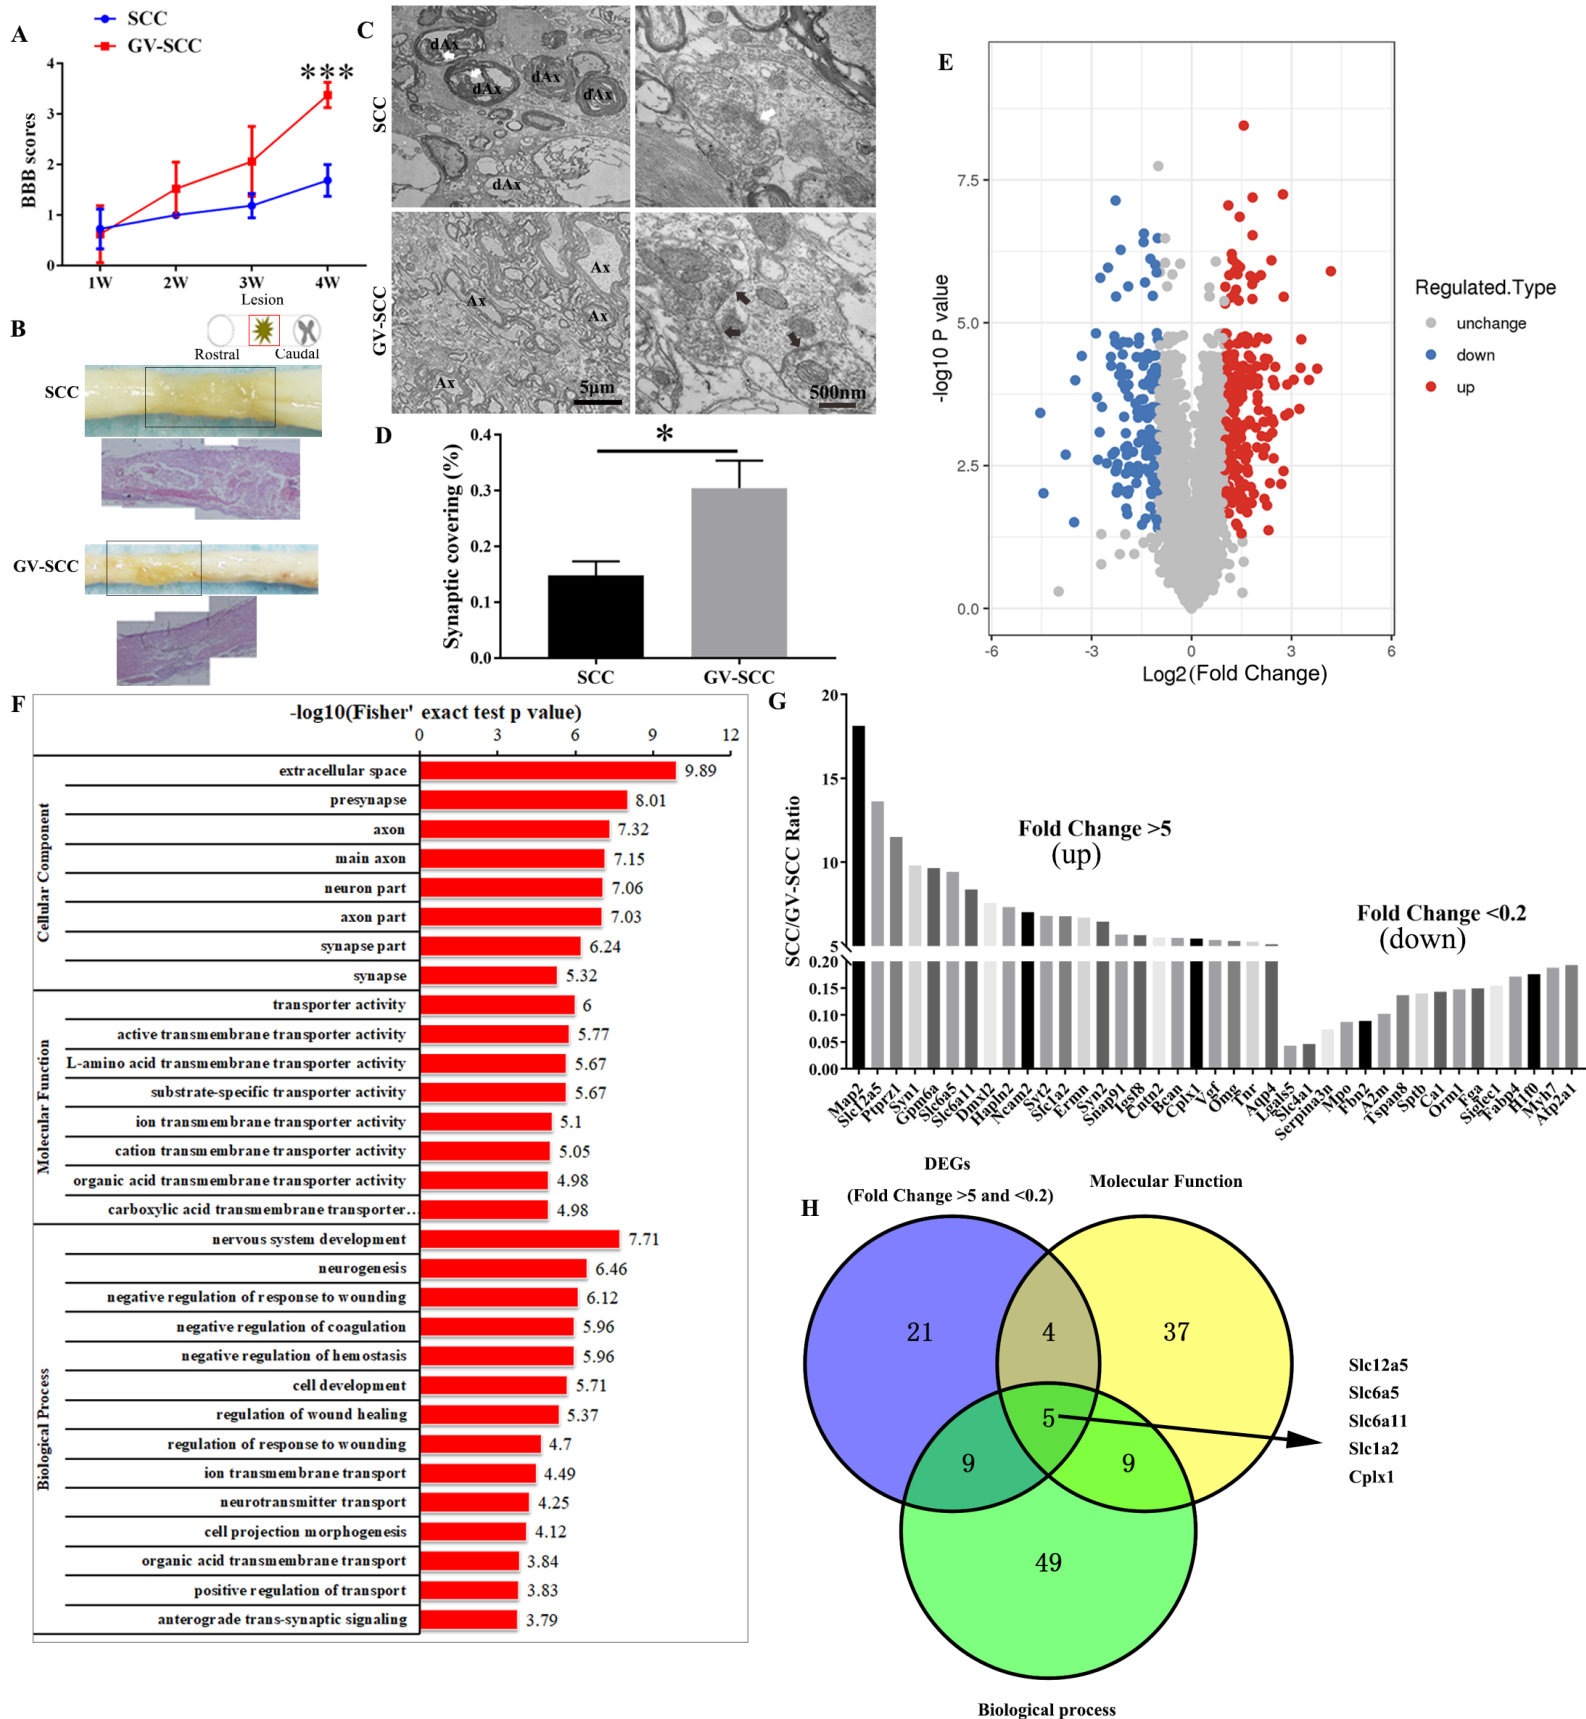 A
SCC
GV-SCC
BBB scores
4
3
2
1
0
***
1W
2W
3W
4W
B
Lesion
Rostral
Caudal
SCC
GV-SCC
C
SCC
GV-SCC
dAx
dAx
dAx
dAx
dAx
Ax
Ax
Ax
Ax
5μm
500nm
D
Synaptic covering (%)
0.4
0.3
0.2
0.1
0.0
*
SCC
GV-SCC
E
-log10 P value
7.5
5.0
2.5
0.0
-6
-3
0
3
6
Log2(Fold Change)
Regulated.Type
unchange
down
up
F
-log10(Fisher' exact test p value)
0 3 6 9 12
Cellular Component
extracellular space 9.89
presynapse 8.01
axon 7.32
main axon 7.15
neuron part 7.06
axon part 7.03
synapse part 6.24
synapse 5.32
Molecular Function
transporter activity 6
active transmembrane transporter activity 5.77
L-amino acid transmembrane transporter activity 5.67
substrate-specific transporter activity 5.67
ion transmembrane transporter activity 5.1
cation transmembrane transporter activity 5.05
organic acid transmembrane transporter activity 4.98
carboxylic acid transmembrane transporter... 4.98
Biological Process
nervous system development 7.71
neurogenesis 6.46
negative regulation of response to wounding 6.12
negative regulation of coagulation 5.96
negative regulation of hemostasis 5.96
cell development 5.71
regulation of wound healing 5.37
regulation of response to wounding 4.7
ion transmembrane transport 4.49
neurotransmitter transport 4.25
cell projection morphogenesis 4.12
organic acid transmembrane transport 3.84
positive regulation of transport 3.83
anterograde trans-synaptic signaling 3.79
G
SCC/GV-SCC Ratio
20
15
10
5
0.20
0.15
0.10
0.05
0.00
Fold Change >5
(up)
Fold Change <0.2
(down)
Map2
Slc12a5
Ptprz1
Syn1
Gpm6a
Slc6a5
Slc6a11
Dmxl2
Hapln2
Ncam2
Syt2
Slc1a2
Ermn
Syn2
Snap91
Igsf8
Cntn2
Bcan
Cplx1
Vgf
Omg
Tnr
Aqp4
Lgals5
Slc4a1
Serpina3n
Mpo
Fbn2
A2m
Tspan8
Sptb
Ca1
Orm1
Fga
Siglec1
Fabp4
H1f0
Myh7
Atp2a1
H
DEGs
(Fold Change >5 and <0.2)
Molecular Function
21
4
37
5
9
9
49
Slc12a5
Slc6a5
Slc6a11
Slc1a2
Cplx1
Biological process